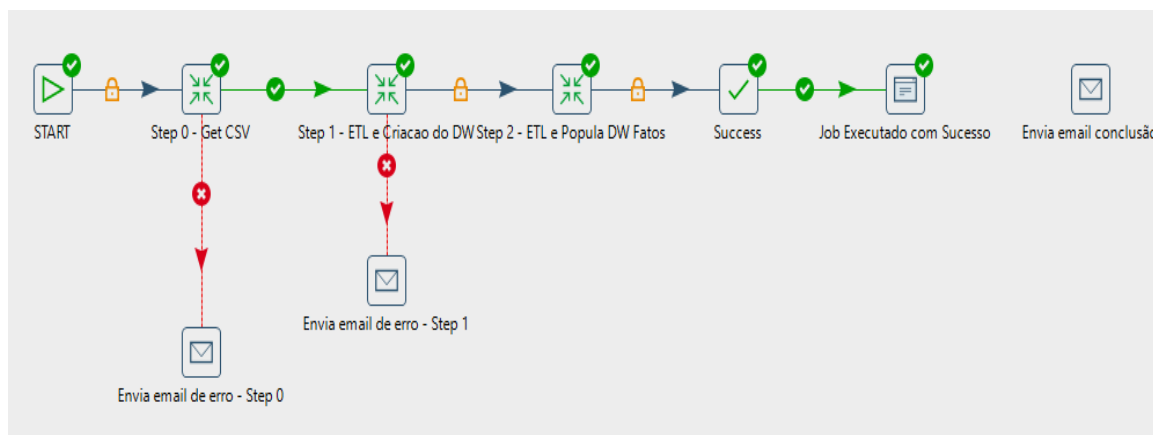 START
Step 0 - Get CSV
Step 1 - ETL e Criacao do DW
Step 2 - ETL e Popula DW Fatos
Success
Job Executado com Sucesso
Envia email conclusão
Envia email de erro - Step 1
Envia email de erro - Step 0